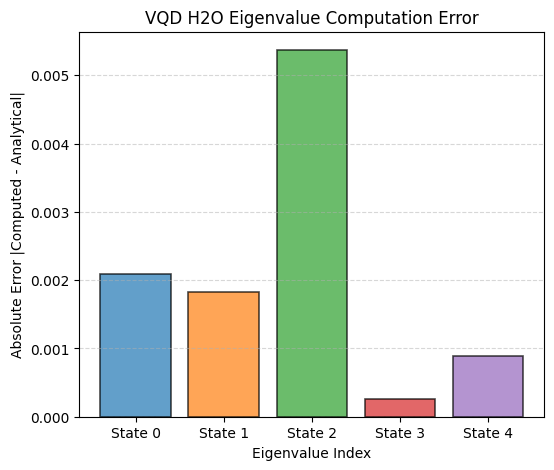 VQD H2O Eigenvalue Computation Error
Absolute Error |Computed - Analytical|
0.005
0.004
0.003
0.002
0.001
0.000
State 0 State 1 State 2 State 3 State 4
Eigenvalue Index